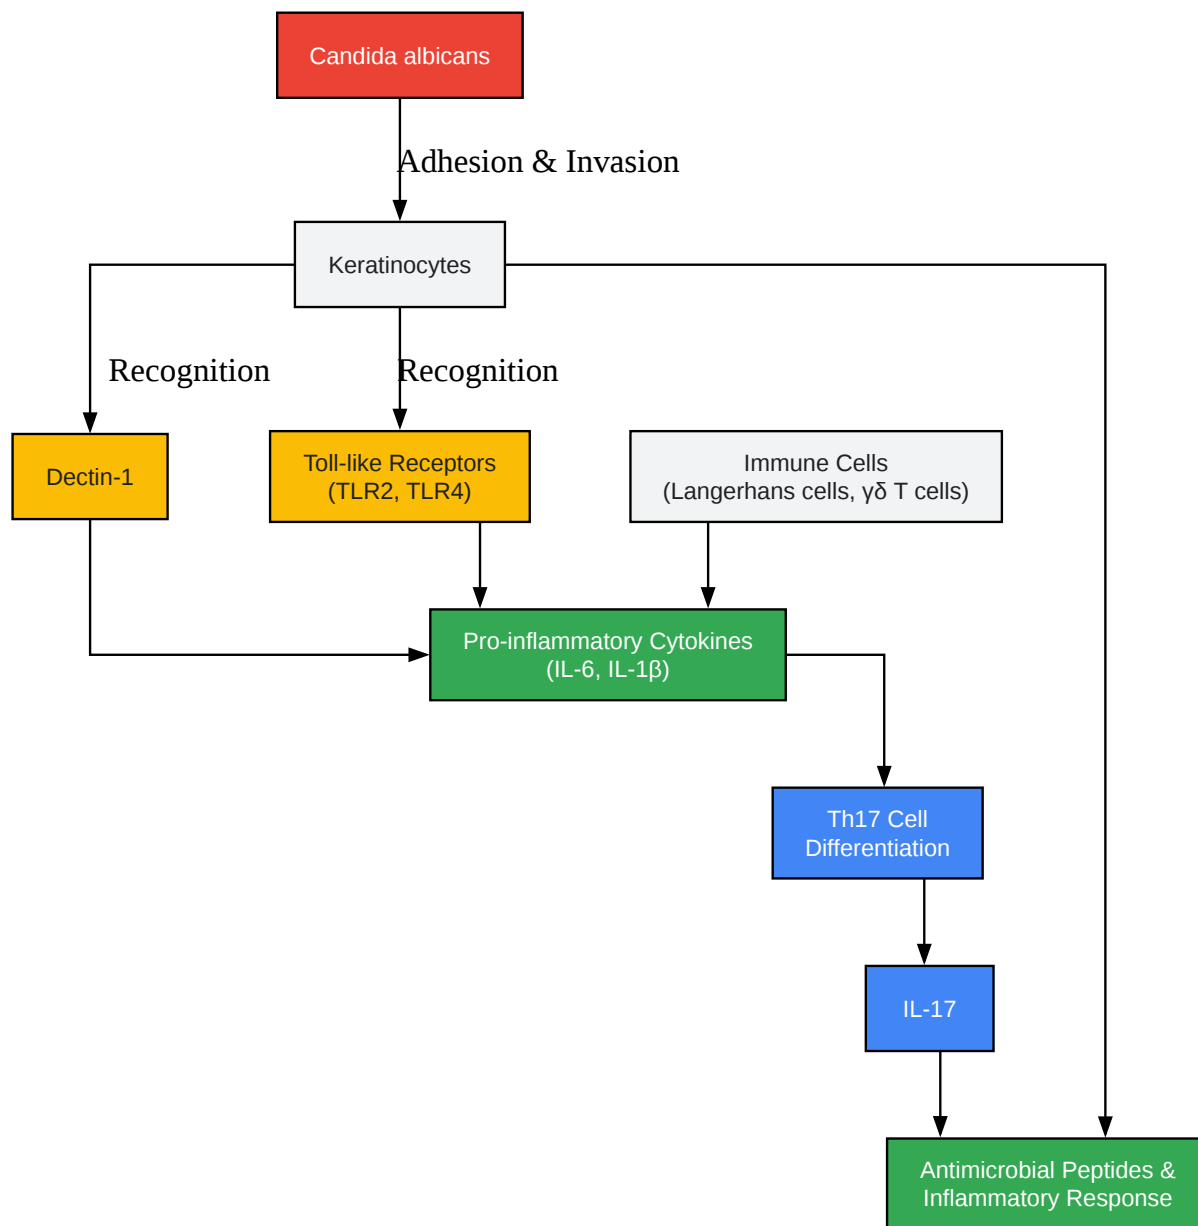 Candida albicans
Adhesion & Invasion
Keratinocytes
Recognition
Recognition
Dectin-1
Toll-like Receptors
(TLR2, TLR4)
Immune Cells
(Langerhans cells, γδ T cells)
Pro-inflammatory Cytokines
(IL-6, IL-1β)
Th17 Cell
Differentiation
IL-17
Antimicrobial Peptides &
Inflammatory Response